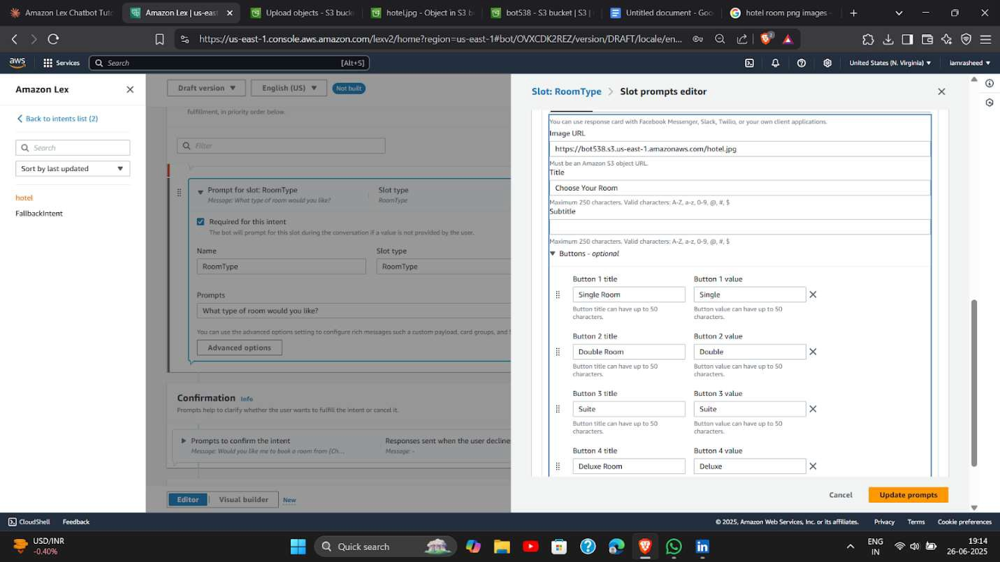 Amazon Lex Chatbot Tuto
Amazon Lex | us-east
Upload objects - S3 buck
hotel.jpg - Object in S3 b
bot538 - S3 bucket | S3 |
Untitled document - Goo
hotel room png images -
https://us-east-1.console.aws.amazon.com/lexv2/home?region=us-east-1#bot/OVXCDK2REZ/version/DRAFT/locale/en...
2
aws
Services
Search
[Alt+S]
United States (N. Virginia)
iamrasheed
Amazon Lex
Back to intents list (2)
Search
Sort by last updated
hotel
FallbackIntent
Draft version
English (US)
Not built
fulfillment, in priority order below.
Filter
Prompt for slot: RoomType
Message: What type of room would you like?
Slot type
RoomType
Required for this intent
The bot will prompt for this slot during the conversation if a value is not provided by the user.
Name
Slot type
RoomType
RoomType
Prompts
What type of room would you like?
You can use the advanced options setting to configure rich messages such a custom payload, card groups, and
Advanced options
Confirmation Info
Prompts help to clarify whether the user wants to fulfill the intent or cancel it.
Prompts to confirm the intent
Message: Would you like me to book a room from {Ch...
Responses sent when the user decline
Message: -
Editor
Visual builder
New
Slot: RoomType
Slot prompts editor
You can use response card with Facebook Messenger, Slack, Twilio, or your own client applications.
Image URL
https://bot538.s3.us-east-1.amazonaws.com/hotel.jpg
Must be an Amazon S3 object URL.
Title
Choose Your Room
Maximum 250 characters. Valid characters: A-Z, a-z, 0-9, @, #, $
Subtitle
Maximum 250 characters. Valid characters: A-Z, a-z, 0-9, @, #, $
Buttons - optional
Button 1 title
Button 1 value
Single Room
Single
Button title can have up to 50
characters.
Button value can have up to 50
characters.
Button 2 title
Button 2 value
Double Room
Double
Button title can have up to 50
characters.
Button value can have up to 50
characters.
Button 3 title
Button 3 value
Suite
Suite
Button title can have up to 50
characters.
Button value can have up to 50
characters.
Button 4 title
Button 4 value
Deluxe Room
Deluxe
Cancel
Update prompts
CloudShell
Feedback
© 2025, Amazon Web Services, Inc. or its affiliates.
Privacy
Terms
Cookie preferences
USD/INR
-0.40%
Quick search
ENG
IN
19:14
26-06-2025